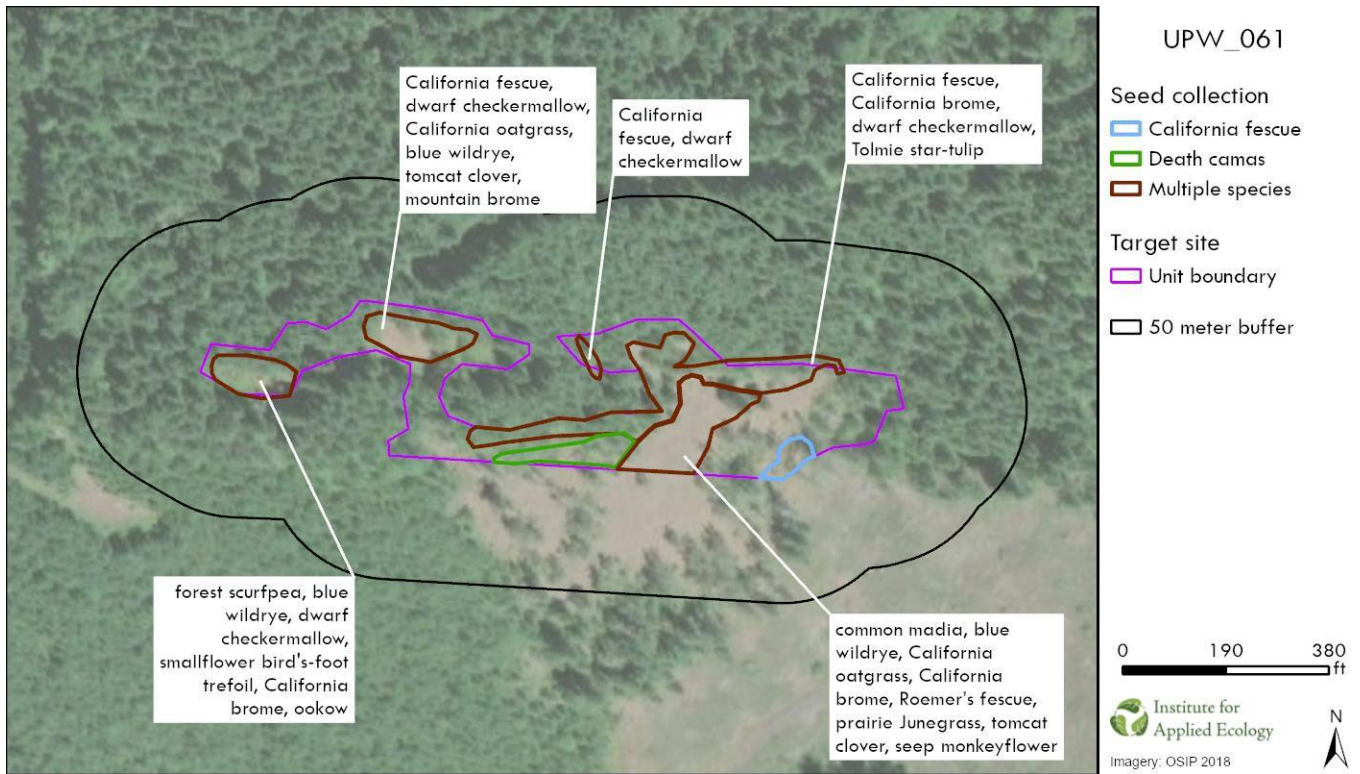 California fescue,
dwarf checkermallow,
California oatgrass,
blue wildrye,
tomcat clover,
mountain brome
California
fescue, dwarf
checkermallow
California fescue,
California brome,
dwarf checkermallow,
Tolmie star-tulip
forest scurfpea, blue
wildrye, dwarf
checkermallow,
smallflower bird's-foot
trefoil, California
brome, ookow
common madia, blue
wildrye, California
oatgrass, California
brome, Roemer's fescue,
prairie Junegrass, tomcat
clover, seep monkeyflower
UPW_061
Seed collection
California fescue
Death camas
Multiple species
Target site
Unit boundary
50 meter buffer
0 190 380
ft
Institute for
Applied Ecology
Imagery: OSIP 2018
N